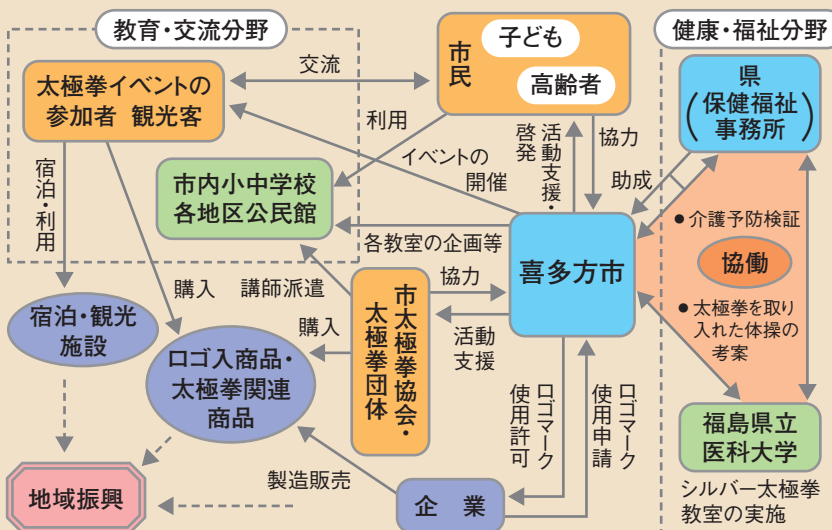 教育・交流分野
健康・福祉分野
太極拳イベントの
参加者 観光客
交流
市民
子ども
高齢者
県
(保健福祉
事務所)
利用
イベントの
開催
啓発
活動支援・
協力
助成
宿泊・
利用
市内小中学校
各地区公民館
各教室の企画等
喜多方市
●介護予防検証
協働
●太極拳を取り
入れた体操の
考案
購入
講師派遣
市太極拳協会・
太極拳団体
協力
活動
支援
宿泊・観光
施設
購入
ロゴ入商品・
太極拳関連
商品
ロゴマーク
使用許可
ロゴマーク
使用申請
福島県立
医科大学
シルバー太極拳
教室の実施
地域振興
製造販売
企業